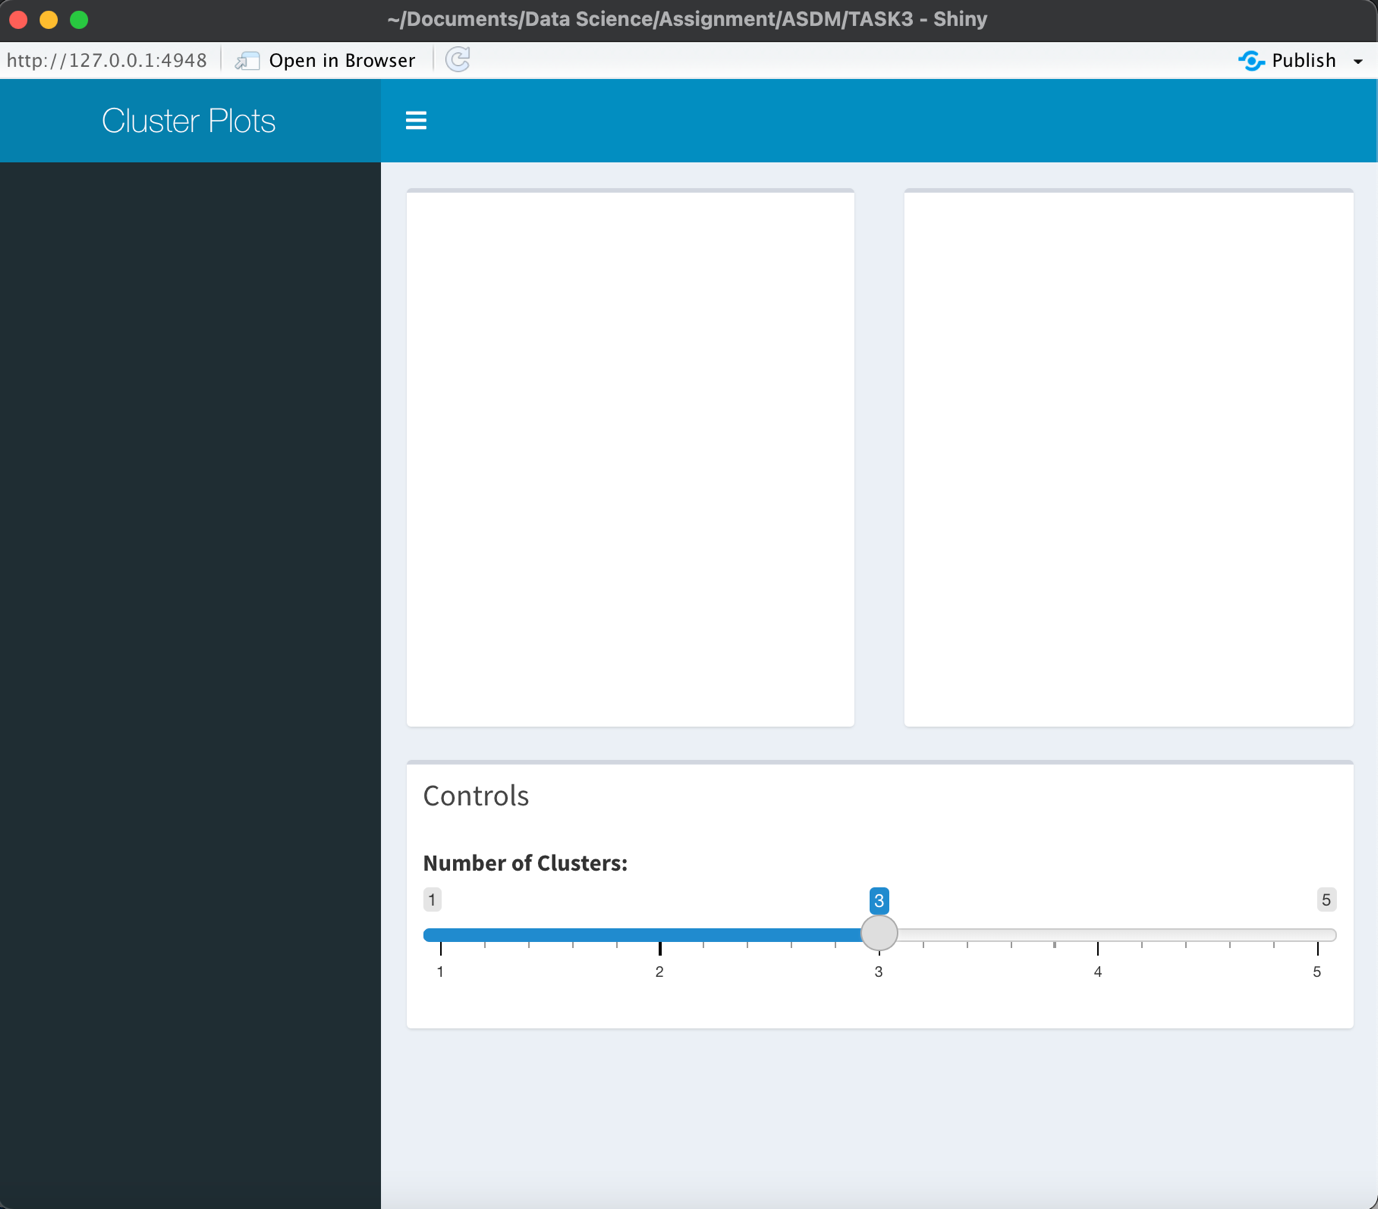 ~/Documents/Data Science/Assignment/ASDM/TASK3 - Shiny
http://127.0.0.1:4948 Open in Browser Publish
Cluster Plots
Controls
Number of Clusters:
1 3 5
1 2 3 4 5